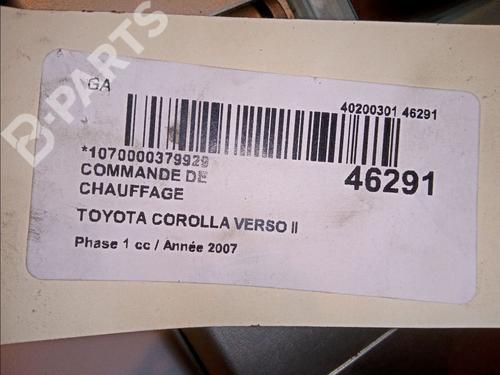 B-PARTS
GA
40200301 46291
*1070000379929
46291
COMMANDE DE
CHAUFFAGE
TOYOTA COROLLA VERSO II
Phase 1 cc / Année 2007